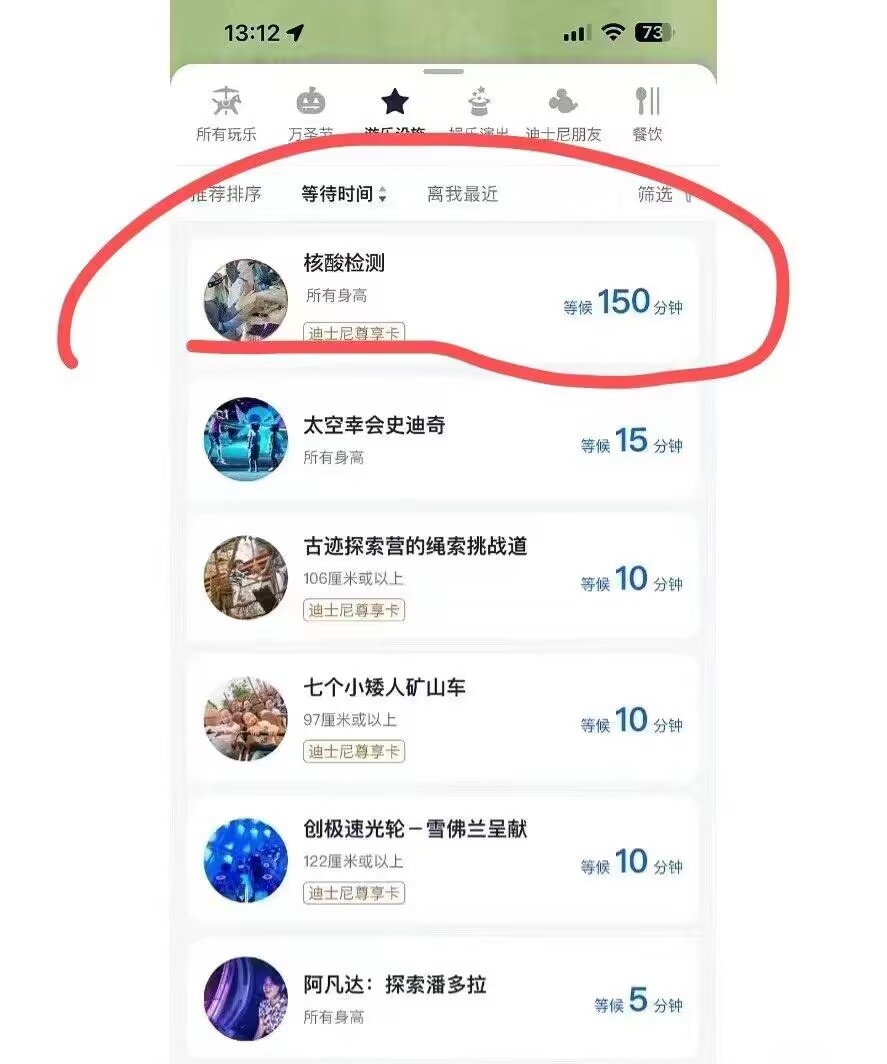 13:12
73
所有玩乐 万圣节 游乐设施 娱乐演出 迪士尼朋友 餐饮
推荐排序 等待时间 离我最近 筛选
核酸检测
所有身高
等候 150 分钟
迪士尼尊享卡
太空幸会史迪奇
所有身高
等候 15 分钟
古迹探索营的绳索挑战道
106厘米或以上
等候 10 分钟
迪士尼尊享卡
七个小矮人矿山车
97厘米或以上
等候 10 分钟
迪士尼尊享卡
创极速光轮－雪佛兰呈献
122厘米或以上
等候 10 分钟
迪士尼尊享卡
阿凡达：探索潘多拉
所有身高
等候 5 分钟